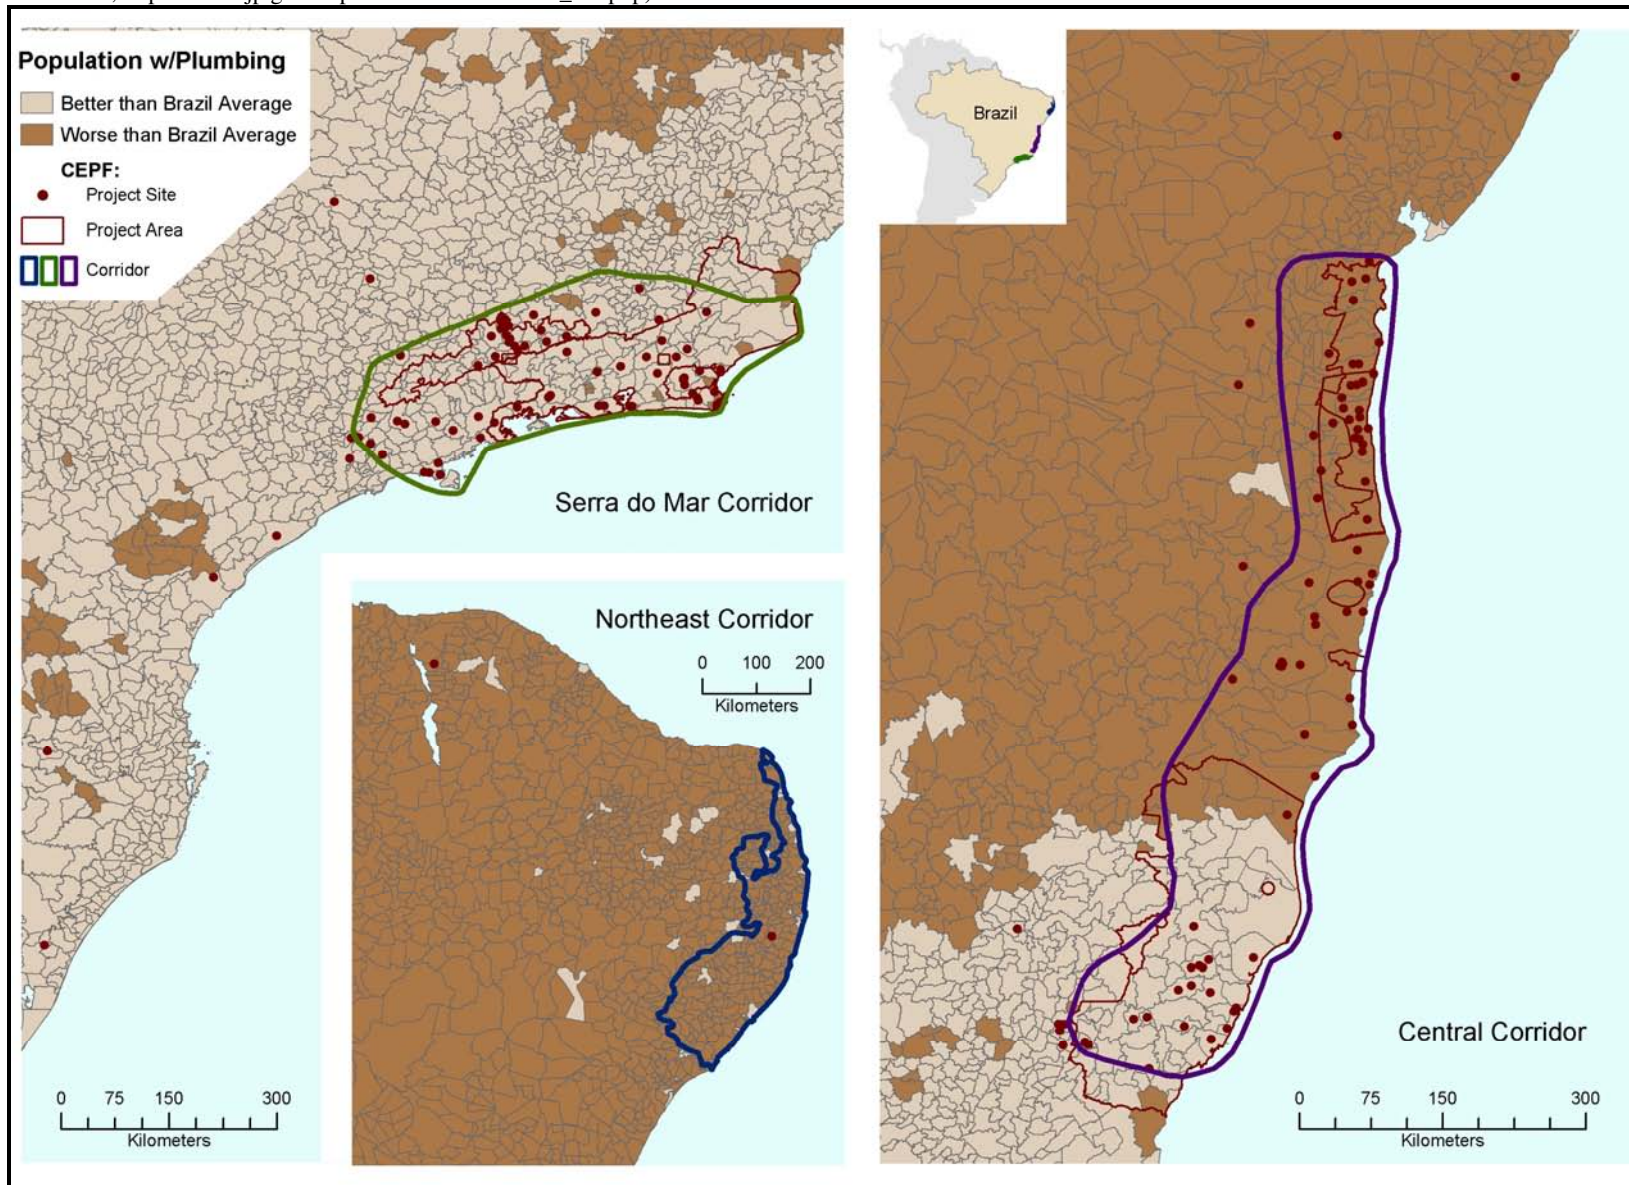 Population w/Plumbing
Better than Brazil Average
Worse than Brazil Average
CEPF:
Project Site
Project Area
Corridor
Serra do Mar Corridor
0 75 150 300
Kilometers
Northeast Corridor
0 100 200
Kilometers
Brazil
Central Corridor
0 75 150 300
Kilometers